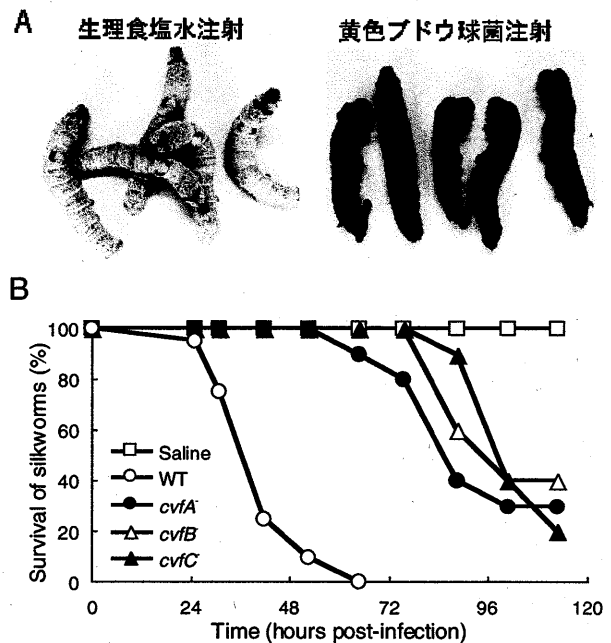 A
生理食塩水注射 黄色ブドウ球菌注射
B
Survival of silkworms (%)
100
80
60
40
20
0
Saline
WT
cvfA⁻
cvfB⁻
cvfC⁻
0 24 48 72 96 120
Time (hours post-infection)